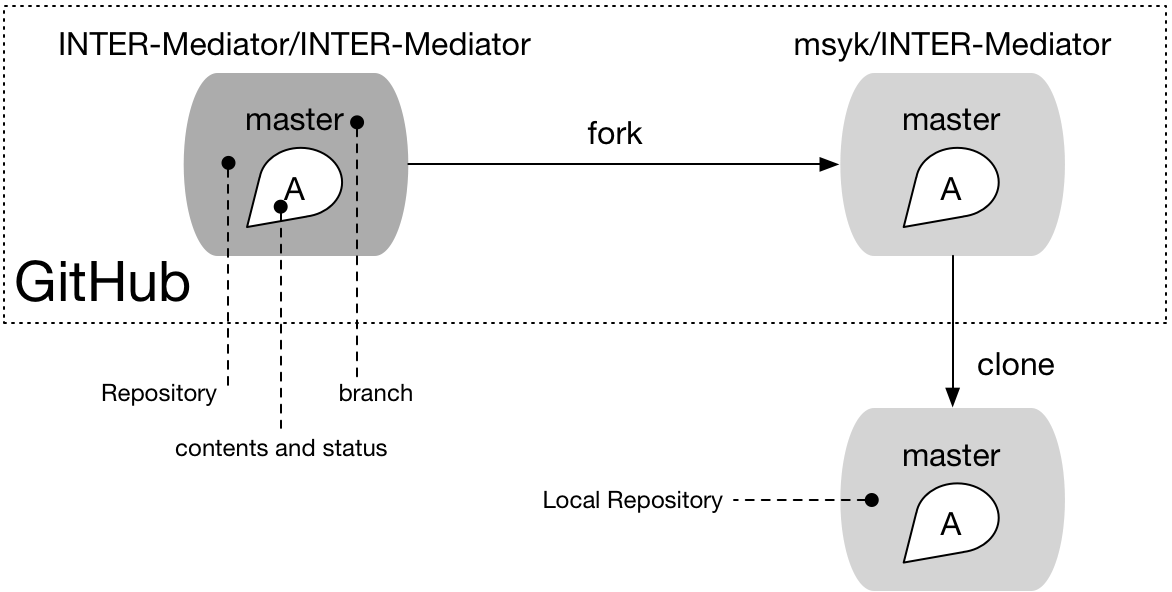 INTER-Mediator/INTER-Mediator
msyk/INTER-Mediator
master
fork
master
A
A
GitHub
clone
Repository
branch
contents and status
master
Local Repository
A